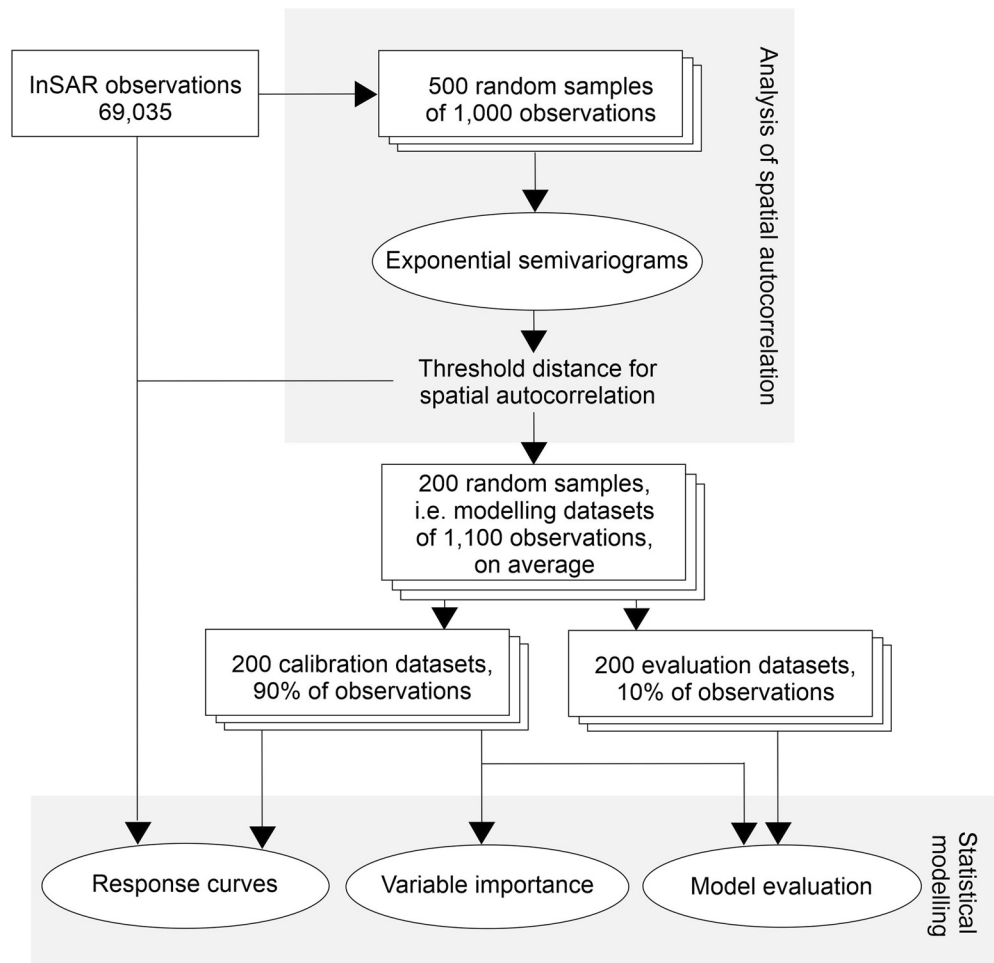 InSAR observations
69,035
500 random samples
of 1,000 observations
Analysis of spatial autocorrelation
Exponential semivariograms
Threshold distance for
spatial autocorrelation
200 random samples,
i.e. modelling datasets
of 1,100 observations,
on average
200 calibration datasets,
90% of observations
200 evaluation datasets,
10% of observations
Response curves
Variable importance
Model evaluation
Statistical
modelling